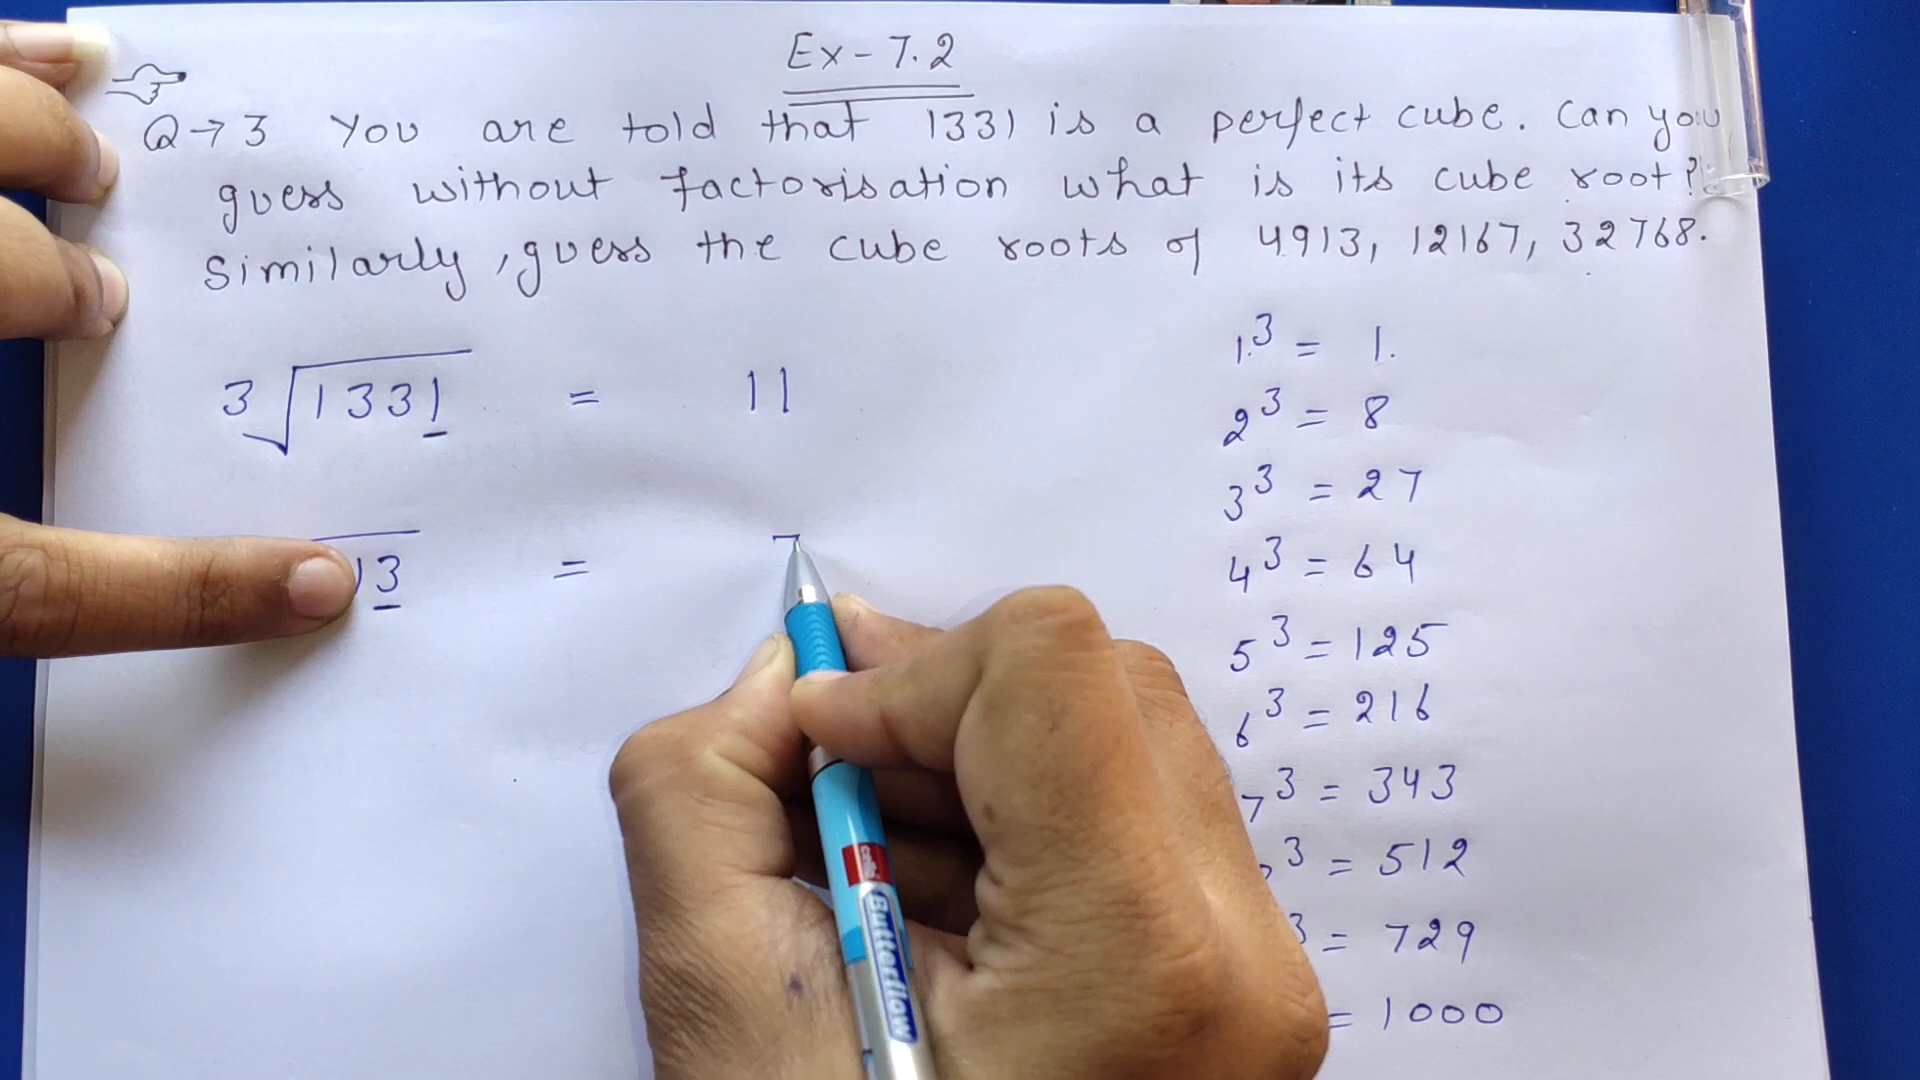 Ex-7.2
Q→3 You are told that 1331 is a perfect cube. Can you
guess without factorisation what is its cube root?
Similarly, guess the cube roots of 4913, 12167, 32768.
1³ = 1.
2³ = 8
3³ = 27
4³ = 64
5³ = 125
6³ = 216
7³ = 343
³ = 512
³ = 729
= 1000
3√1331 = 11
13 = 7
cello
Butterflow